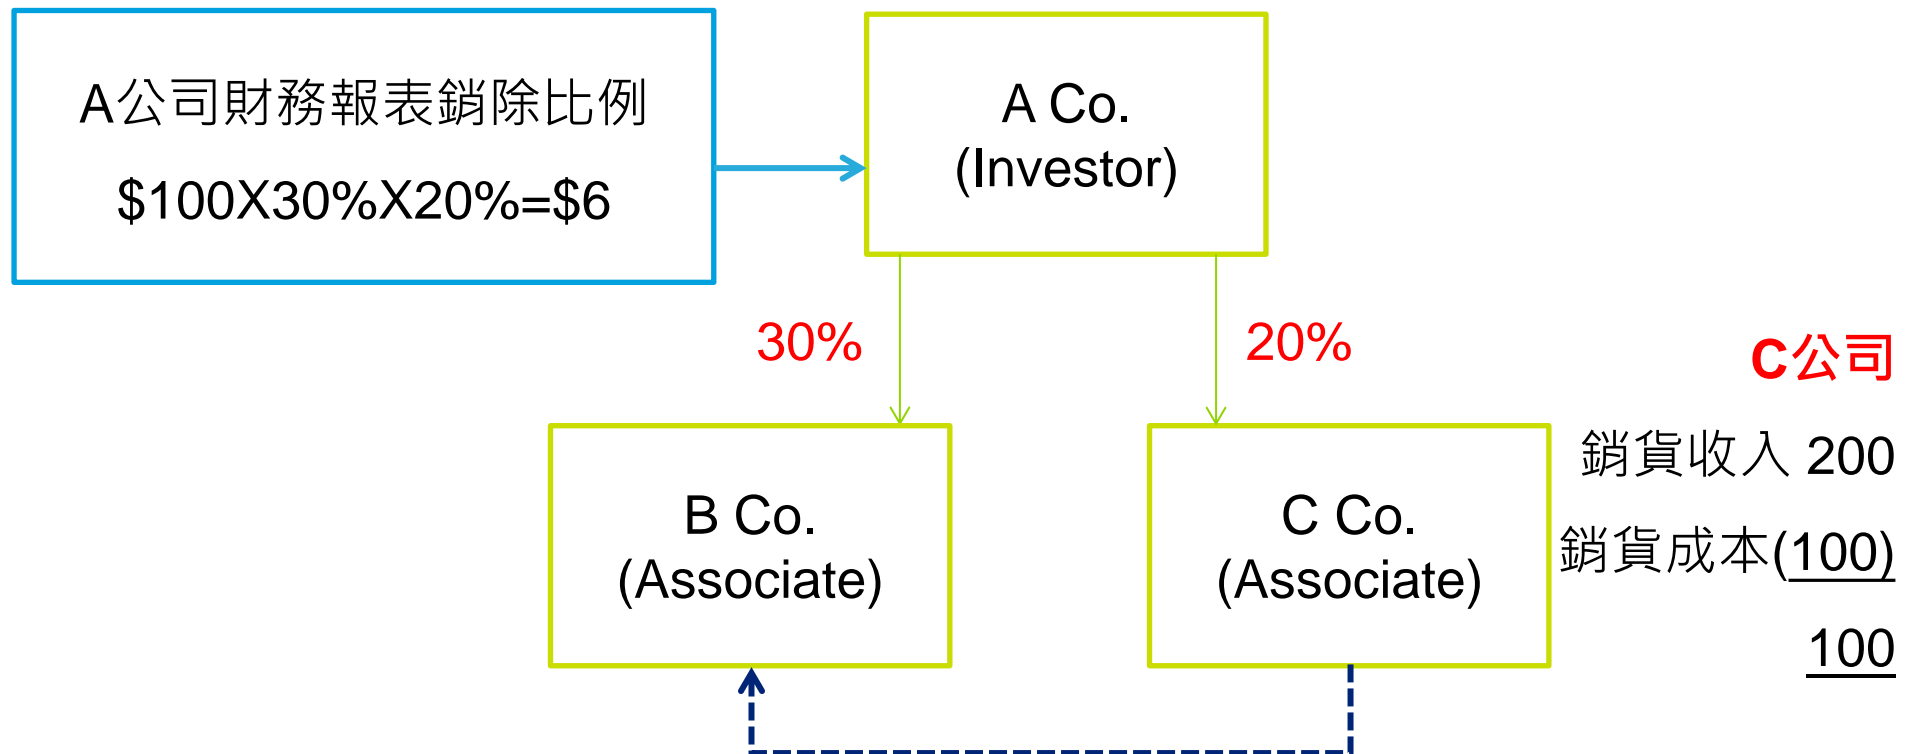 A公司財務報表銷除比例
$100X30%X20%=$6
A Co.
(Investor)
30%
20%
B Co.
(Associate)
C Co.
(Associate)
C公司
銷貨收入 200
銷貨成本(100)
100